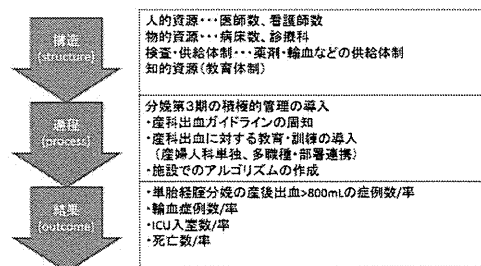 構造
(structure)
人的資源･･･医師数、看護師数
物的資源･･･病床数、診療科
検査・供給体制･･･薬剤・輸血などの供給体制
知的資源（教育体制）
過程
(process)
分娩第3期の積極的管理の導入
・産科出血ガイドラインの周知
・産科出血に対する教育・訓練の導入
（産婦人科単独、多職種・部署連携）
・施設でのアルゴリズムの作成
結果
(outcome)
・単胎経腟分娩の産後出血>800mLの症例数/率
・輸血症例数/率
・ICU入室数/率
・死亡数/率